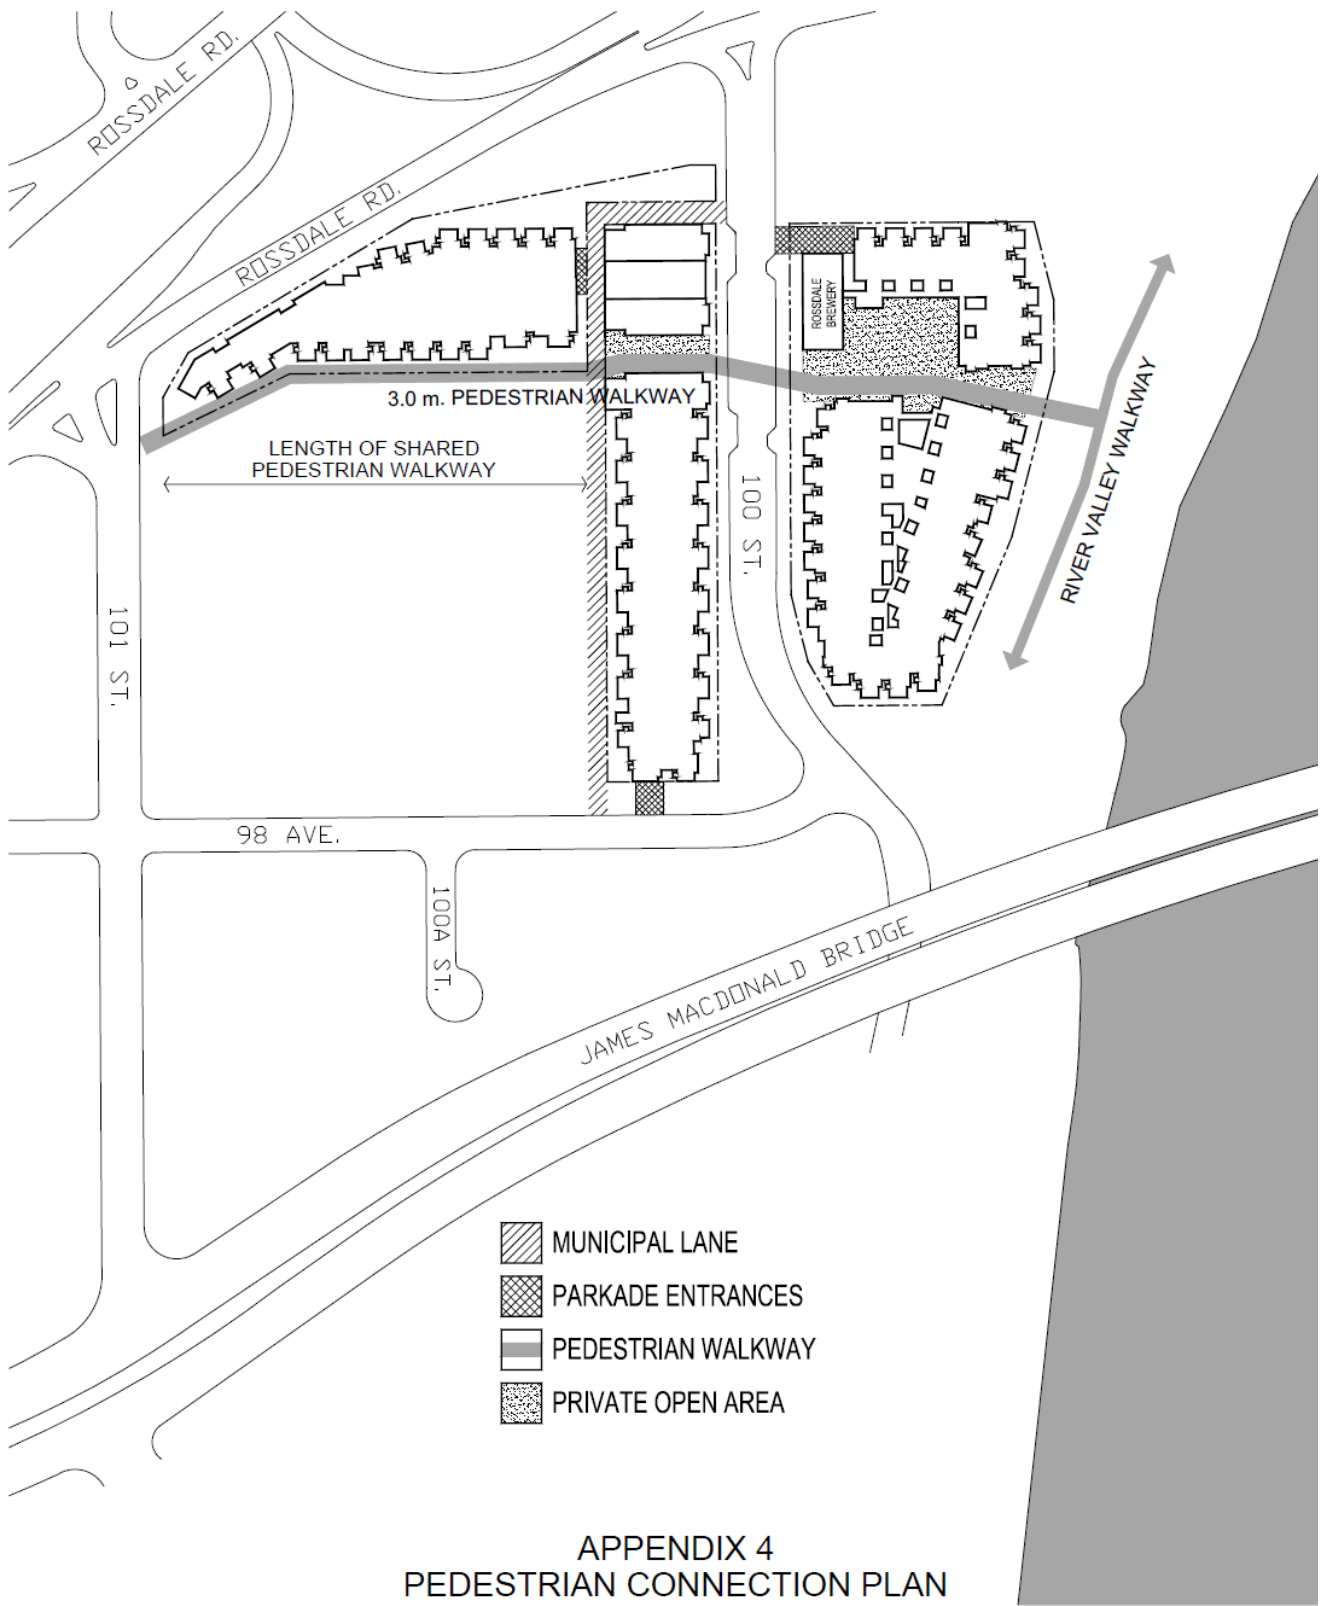 ROSSDALE RD.
ROSSDALE RD.
ROSSDALE
BREWERY
3.0 m. PEDESTRIAN WALKWAY
LENGTH OF SHARED
PEDESTRIAN WALKWAY
RIVER VALLEY WALKWAY
100 ST.
101 ST.
98 AVE.
100A ST.
JAMES MACDONALD BRIDGE
MUNICIPAL LANE
PARKADE ENTRANCES
PEDESTRIAN WALKWAY
PRIVATE OPEN AREA
APPENDIX 4
PEDESTRIAN CONNECTION PLAN